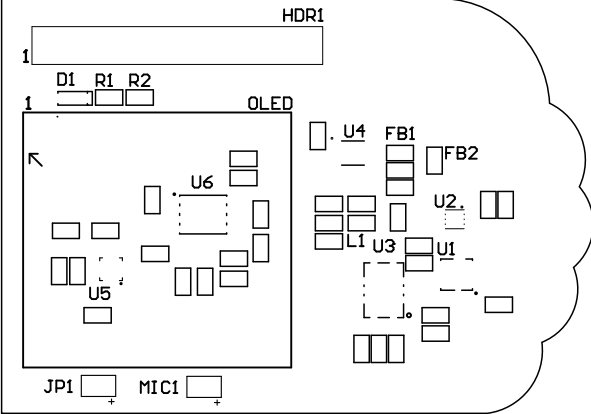 HDR1
1
D1 R1 R2
1 OLED
U4 FB1
FB2
U6
U2
L1 U3 U1
U5
JP1 MIC1
+ +